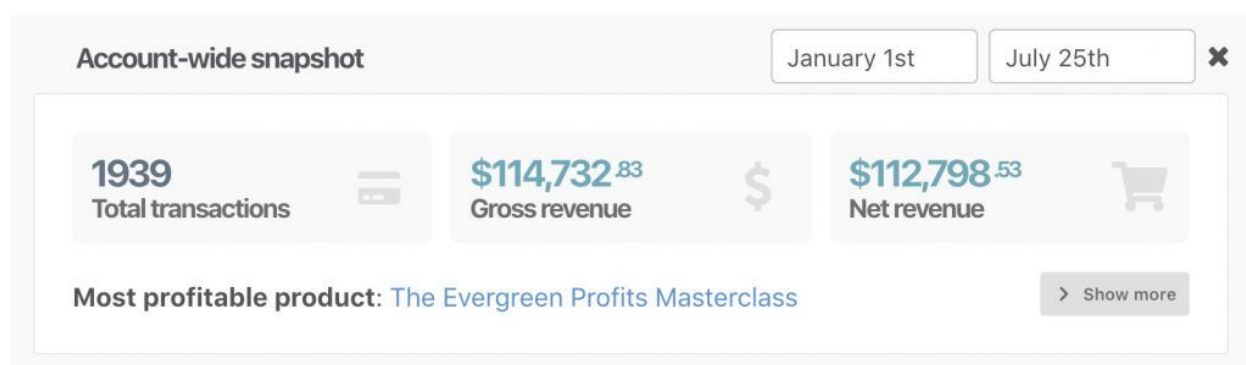 Account-wide snapshot January 1st July 25th
1939 $114,732.83 $112,798.53
Total transactions Gross revenue Net revenue
Most profitable product: The Evergreen Profits Masterclass Show more